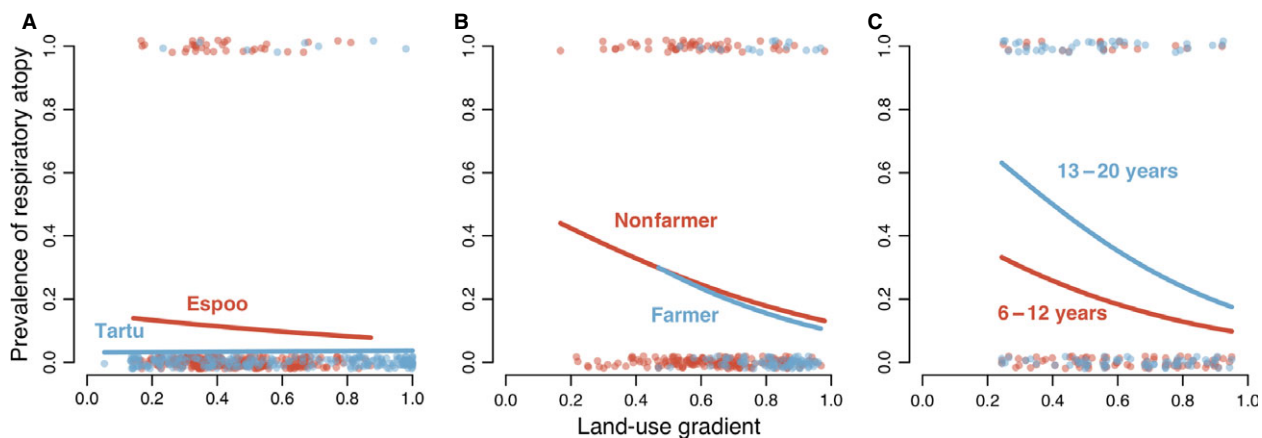 A
B
C
Prevalence of respiratory atopy
1.0
0.8
0.6
0.4
0.2
0.0
Espoo
Tartu
0.0 0.2 0.4 0.6 0.8 1.0
1.0
0.8
0.6
0.4
0.2
0.0
Nonfarmer
Farmer
0.0 0.2 0.4 0.6 0.8 1.0
1.0
0.8
0.6
0.4
0.2
0.0
13–20 years
6–12 years
0.0 0.2 0.4 0.6 0.8 1.0
Land-use gradient